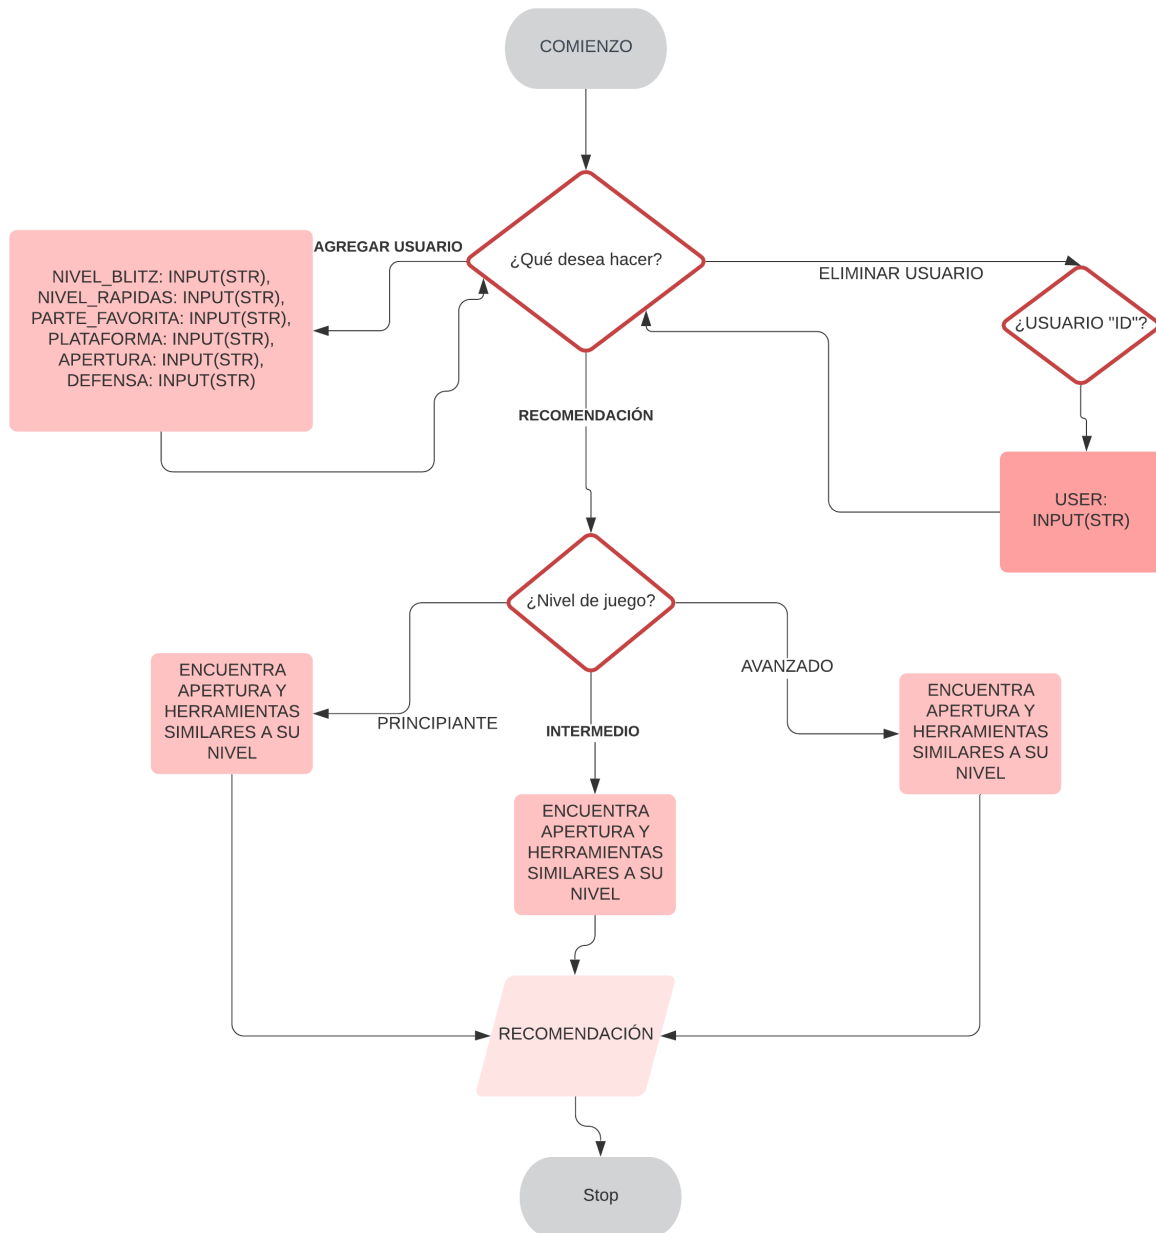 COMIENZO
¿Qué desea hacer?
AGREGAR USUARIO
ELIMINAR USUARIO
NIVEL_BLITZ: INPUT(STR),
NIVEL_RAPIDAS: INPUT(STR),
PARTE_FAVORITA: INPUT(STR),
PLATAFORMA: INPUT(STR),
APERTURA: INPUT(STR),
DEFENSA: INPUT(STR)
¿USUARIO "ID"?
RECOMENDACIÓN
USER:
INPUT(STR)
¿Nivel de juego?
PRINCIPIANTE
INTERMEDIO
AVANZADO
ENCUENTRA
APERTURA Y
HERRAMIENTAS
SIMILARES A SU
NIVEL
ENCUENTRA
APERTURA Y
HERRAMIENTAS
SIMILARES A SU
NIVEL
ENCUENTRA
APERTURA Y
HERRAMIENTAS
SIMILARES A SU
NIVEL
RECOMENDACIÓN
Stop